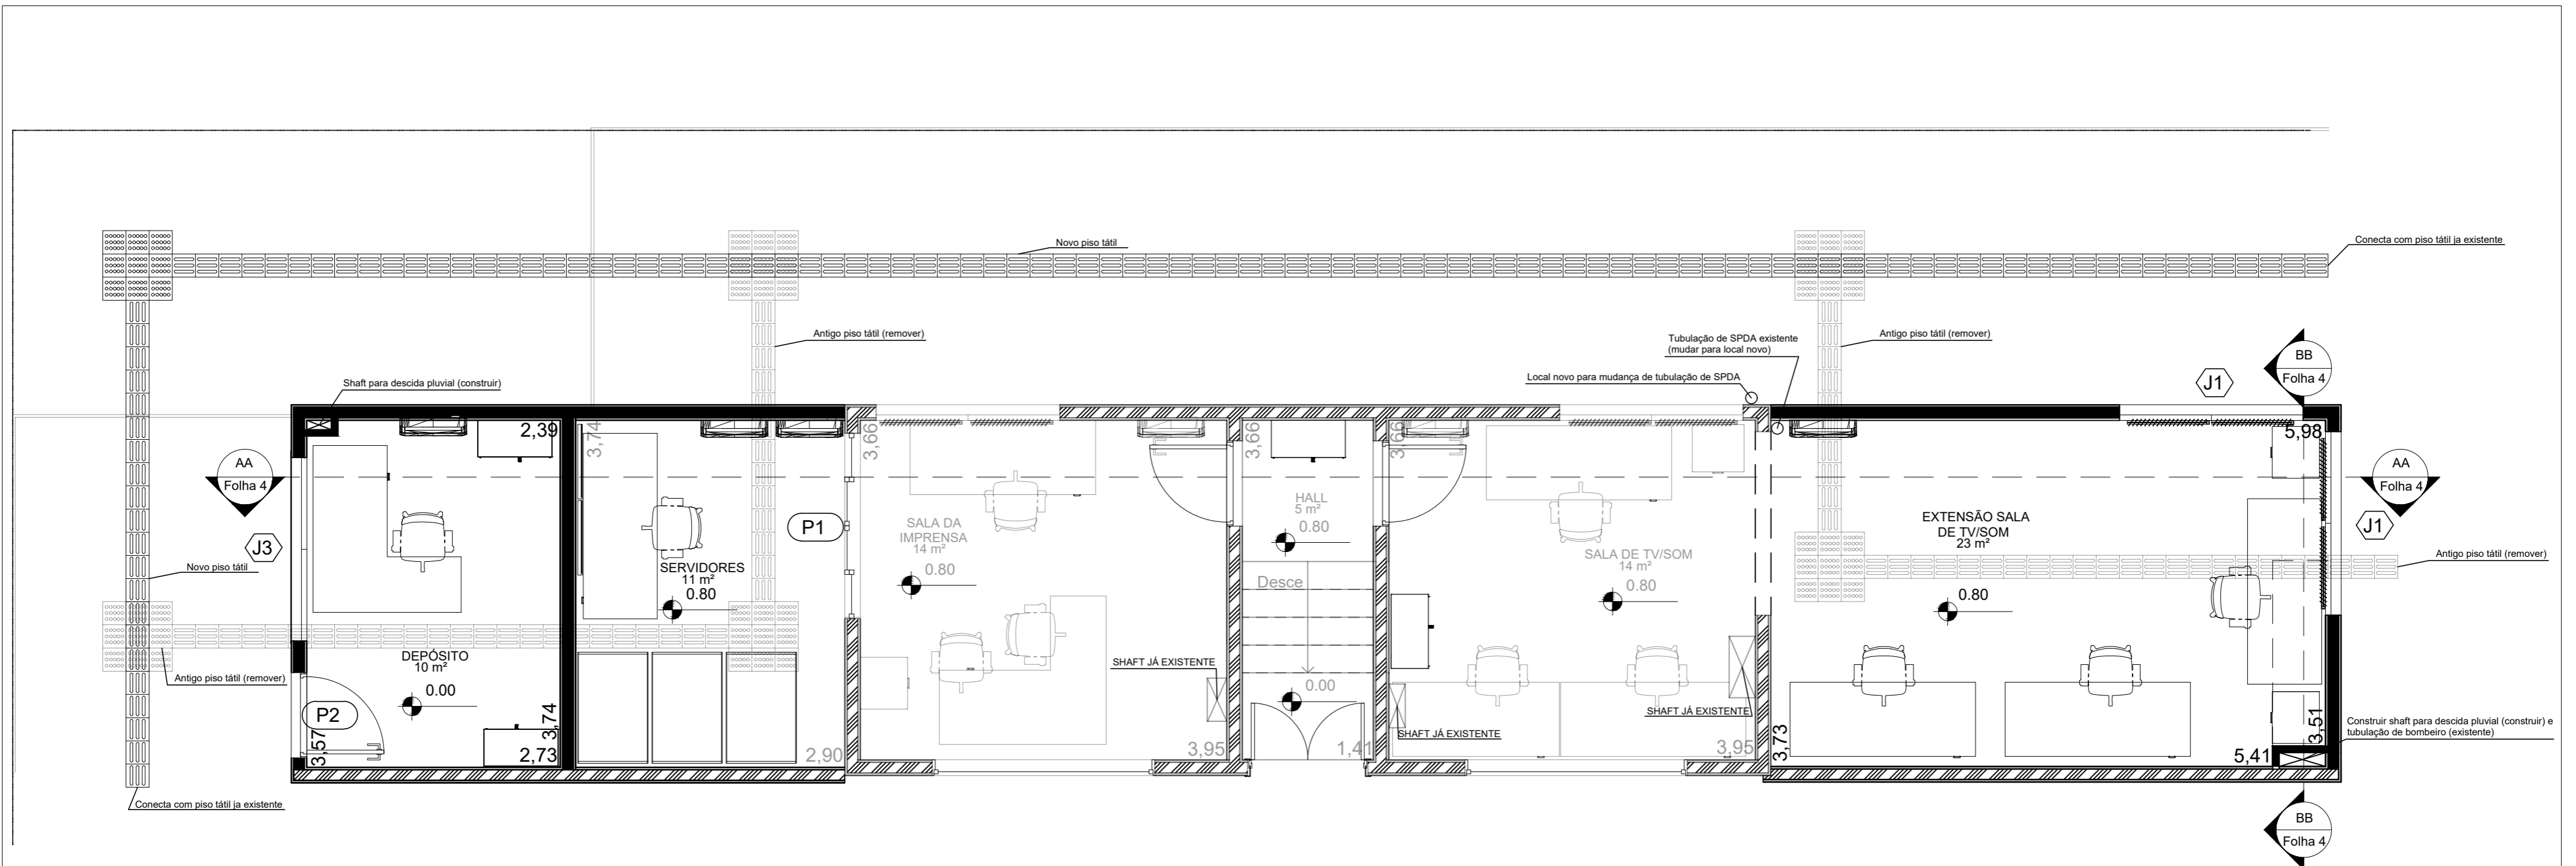 Novo piso tátil
Conecta com piso tátil ja existente
Antigo piso tátil (remover)
Tubulação de SPDA existente
(mudar para local novo)
Antigo piso tátil (remover)
Local novo para mudança de tubulação de SPDA
Shaft para descida pluvial (construir)
BB
Folha 4
J1
2,39
3,74
3,66
3,66
3,66
5,98
AA
Folha 4
AA
Folha 4
J3
P1
J1
SALA DA
IMPRENSA
14 m²
0.80
HALL
5 m²
0.80
EXTENSÃO SALA
DE TV/SOM
23 m²
0.80
SALA DE TV/SOM
14 m²
0.80
Antigo piso tátil (remover)
Novo piso tátil
SERVIDORES
11 m²
0.80
Desce
DEPÓSITO
10 m²
0.00
Antigo piso tátil (remover)
SHAFT JÁ EXISTENTE
0.00
SHAFT JÁ EXISTENTE
SHAFT JÁ EXISTENTE
P2
3,57
3,74
2,73
2,90
3,95
1,41
3,95
3,73
5,41
3,51
Construir shaft para descida pluvial (construir) e
tubulação de bombeiro (existente)
Conecta com piso tátil ja existente
BB
Folha 4